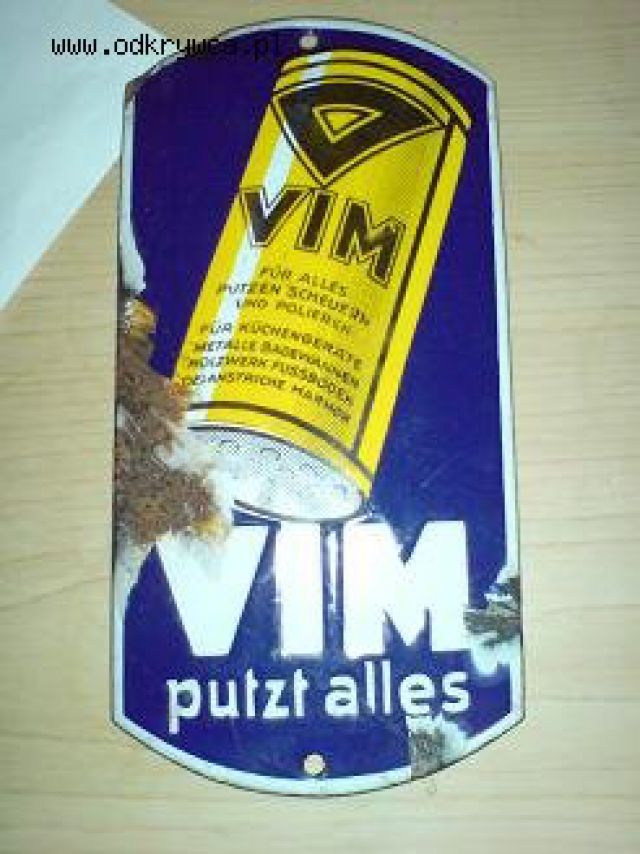 www.odkrywca.pl
VIM
FÜR ALLES
PUTZEN SCHEUERN
UND POLIEREN
FÜR KÜCHENGERÄTE
METALLE BADEWANNEN
HOLZWERK FUSSBÖDEN
OELANSTRICHE MARMOR
VIM
putzt alles